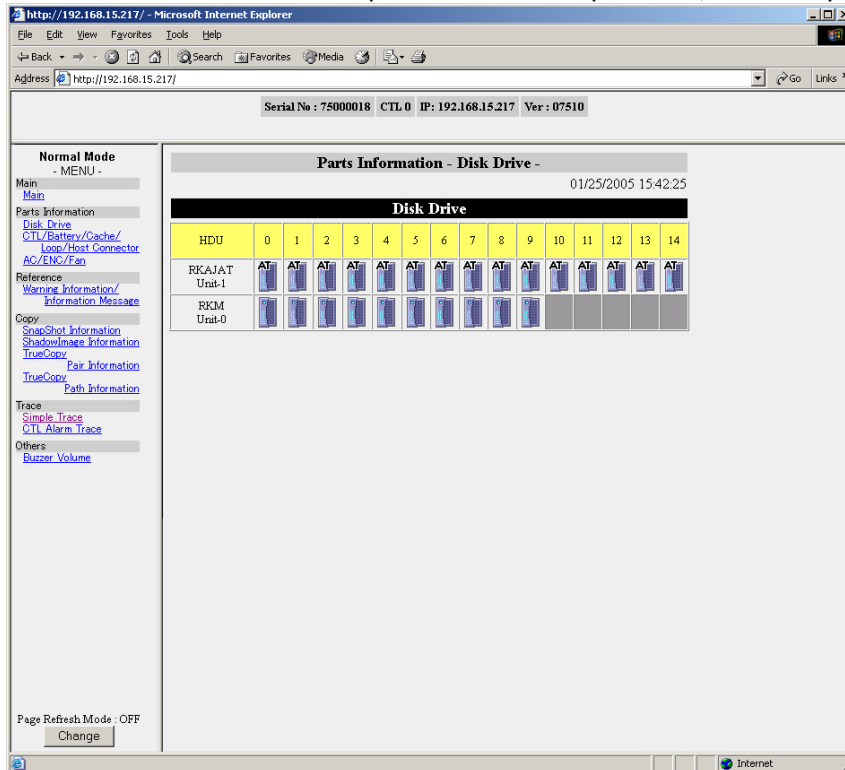 http://192.168.15.217/ - Microsoft Internet Explorer
File Edit View Favorites Tools Help
Back Search Favorites Media
Address http://192.168.15.217/ Go Links
Serial No : 75000018 CTL 0 IP: 192.168.15.217 Ver : 07510
Normal Mode
- MENU -
Main
Main
Parts Information
Disk Drive
CTL/Battery/Cache/
Loop/Host Connector
AC/ENC/Fan
Reference
Warning Information/
Information Message
Copy
SnapShot Information
ShadowImage Information
TrueCopy
Pair Information
TrueCopy
Path Information
Trace
Simple Trace
CTL Alarm Trace
Others
Buzzer Volume
Page Refresh Mode : OFF
Change
Parts Information - Disk Drive -
01/25/2005 15:42:25
Disk Drive
HDU 0 1 2 3 4 5 6 7 8 9 10 11 12 13 14
RKAJAT
Unit-1
AT AT AT AT AT AT AT AT AT AT AT AT AT AT AT
RKM
Unit-0
Internet